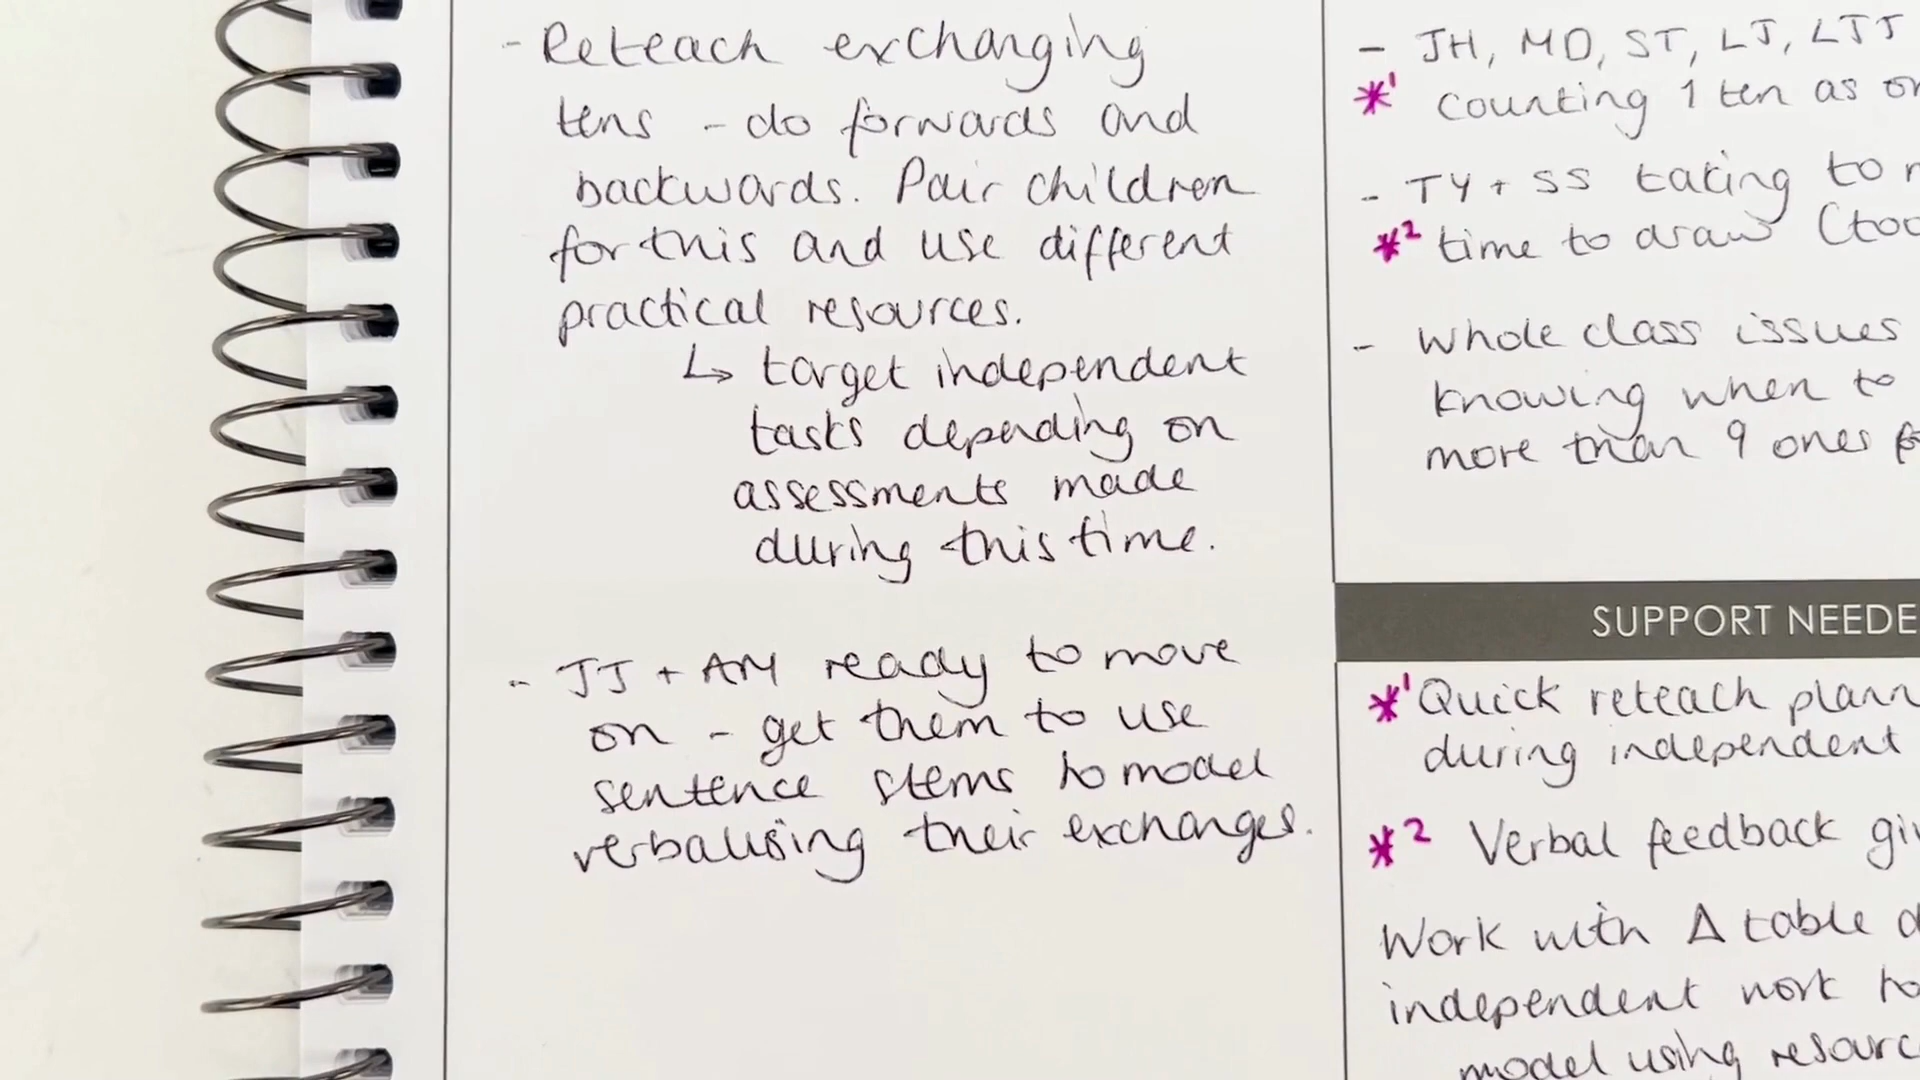 - Reteach exchanging
tens - do forwards and
backwards. Pair children
for this and use different
practical resources.
↳ target independent
tasks depending on
assessments made
during this time.
- JJ + AM ready to move
on - get them to use
sentence stems to model
verbalising their exchanges.
- JH, MD, ST, LJ, LTJ
*1 counting 1 ten as
- TY + SS taking to
*2 time to draw
- whole class issues
knowing when to
more than 9 ones
SUPPORT NEEDE
*1 Quick reteach plann
during independent
*2 Verbal feedback gi
Work with Δ table
independent work to
model using resourc